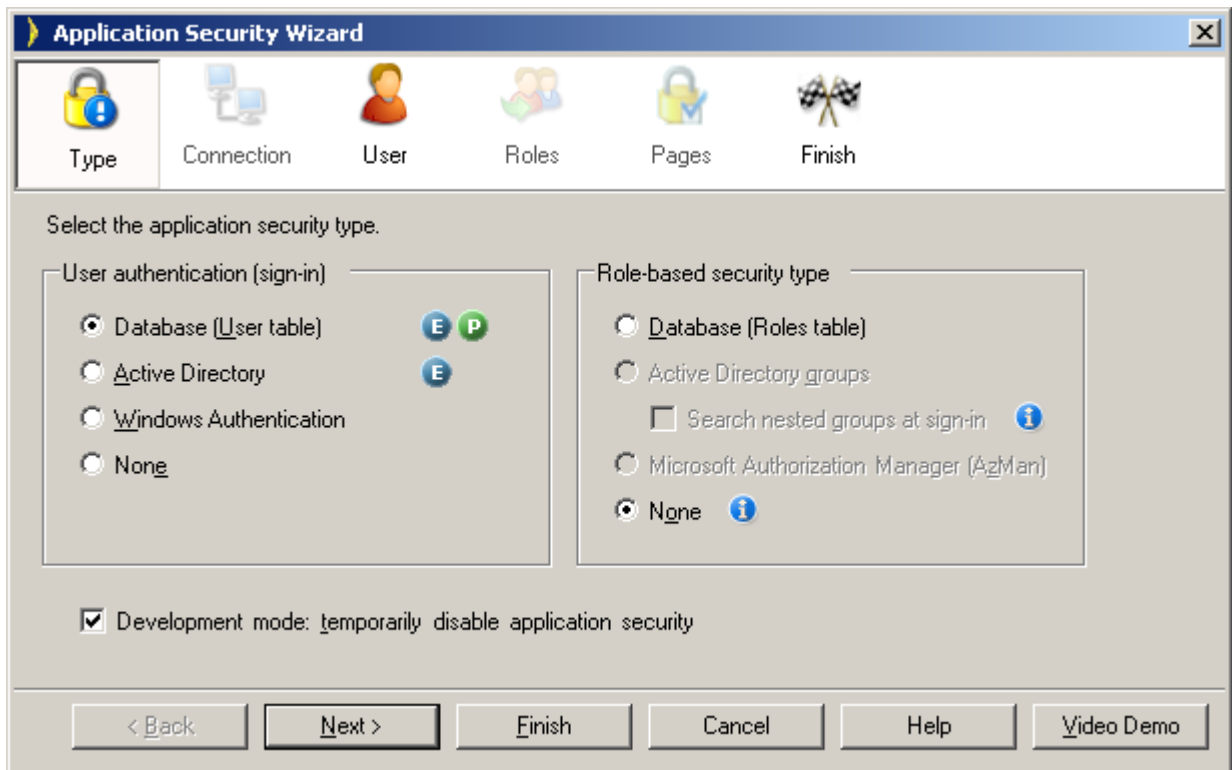 Application Security Wizard
Type
Connection
User
Roles
Pages
Finish
Select the application security type.
User authentication (sign-in)
Database (User table)
E P
Active Directory
E
Windows Authentication
None
Role-based security type
Database (Roles table)
Active Directory groups
Search nested groups at sign-in
Microsoft Authorization Manager (AzMan)
None
Development mode: temporarily disable application security
< Back
Next >
Finish
Cancel
Help
Video Demo